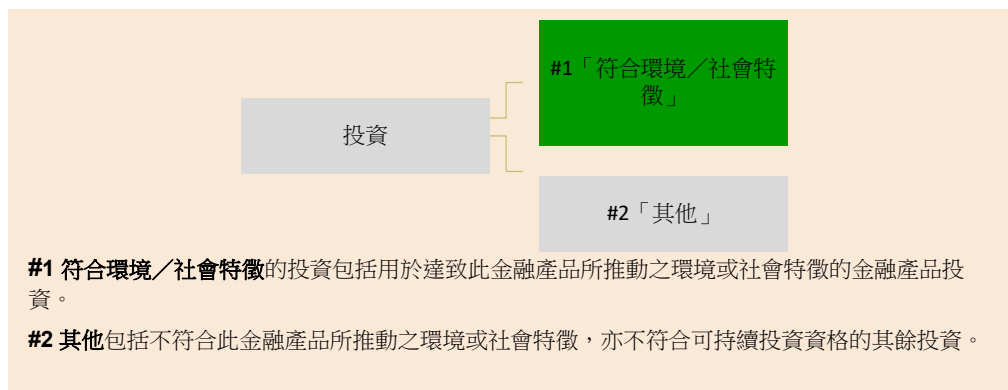 #1「符合環境／社會特
徵」
投資
#2「其他」
#1 符合環境／社會特徵的投資包括用於達致此金融產品所推動之環境或社會特徵的金融產品投
資。
#2 其他包括不符合此金融產品所推動之環境或社會特徵，亦不符合可持續投資資格的其餘投資。